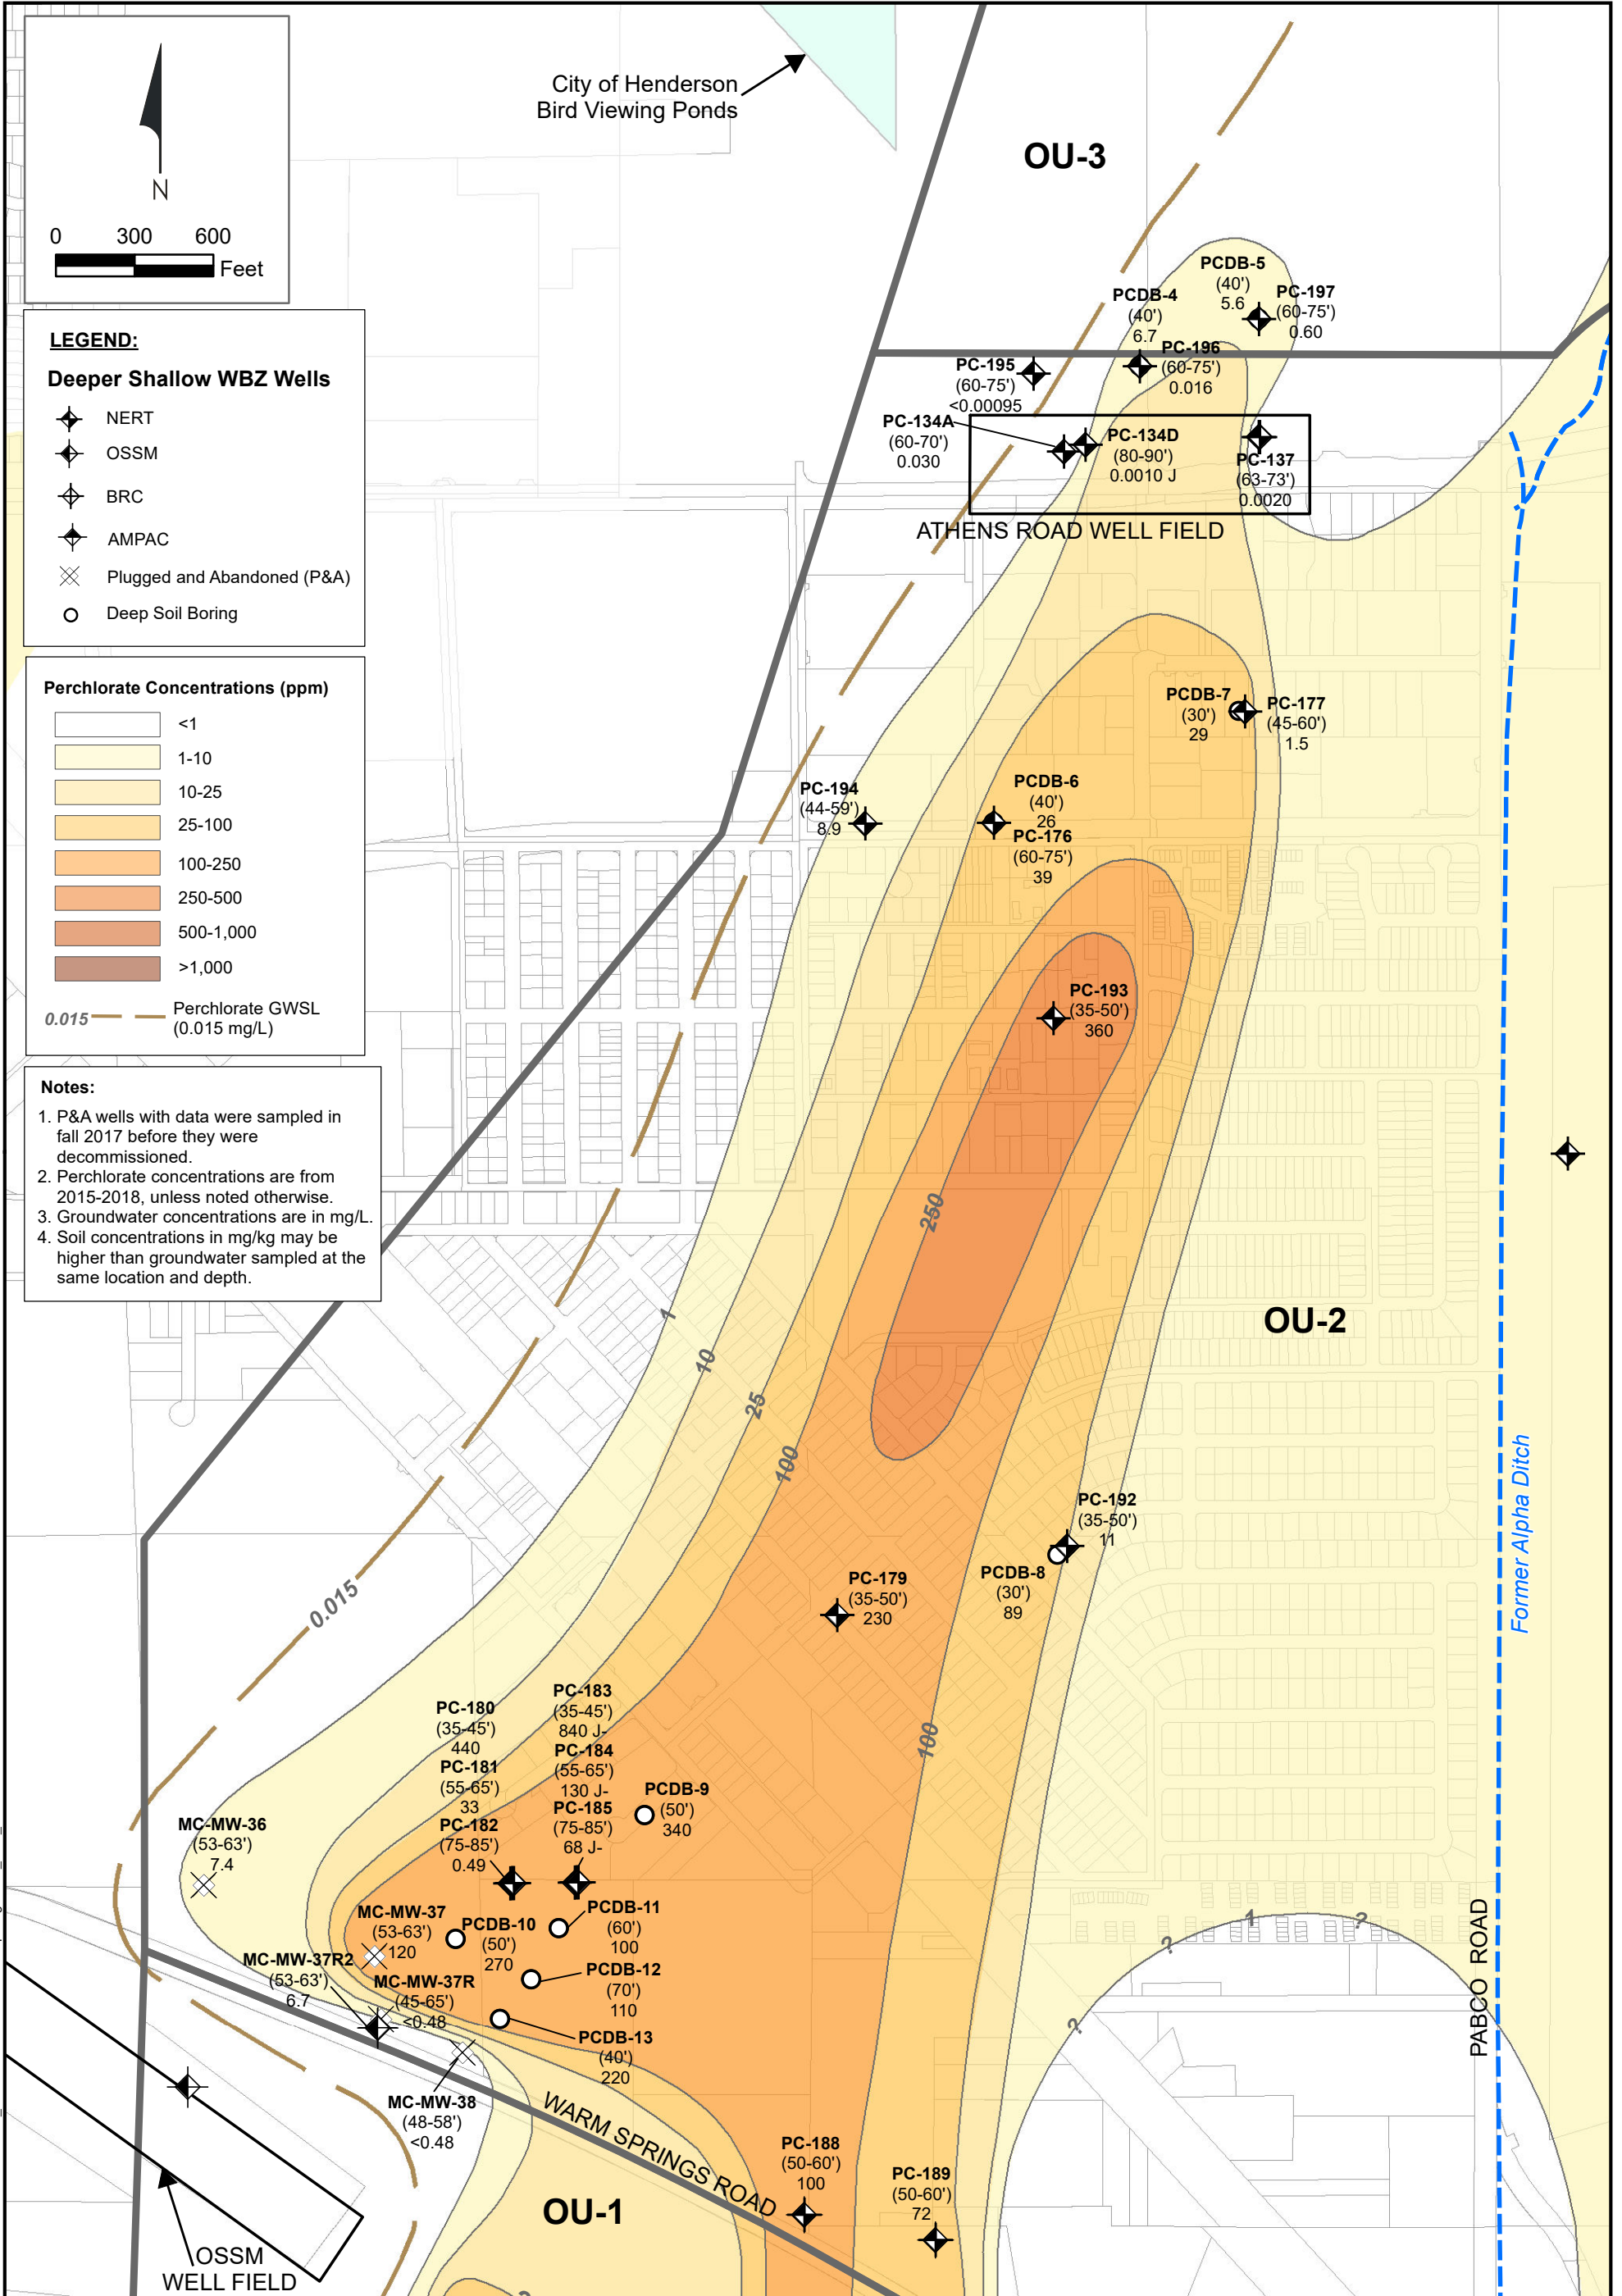 N
0 300 600
Feet
LEGEND:
Deeper Shallow WBZ Wells
NERT
OSSM
BRC
AMPAC
Plugged and Abandoned (P&A)
Deep Soil Boring
Perchlorate Concentrations (ppm)
<1
1-10
10-25
25-100
100-250
250-500
500-1,000
>1,000
0.015
Perchlorate GWSL
(0.015 mg/L)
Notes:
1. P&A wells with data were sampled in
fall 2017 before they were
decommissioned.
2. Perchlorate concentrations are from
2015-2018, unless noted otherwise.
3. Groundwater concentrations are in mg/L.
4. Soil concentrations in mg/kg may be
higher than groundwater sampled at the
same location and depth.
City of Henderson
Bird Viewing Ponds
OU-3
PCDB-5
(40')
5.6
PC-197
(60-75')
0.60
PCDB-4
(40')
6.7
PC-196
(60-75')
0.016
PC-195
(60-75')
<0.00095
PC-134A
(60-70')
0.030
PC-134D
(80-90')
0.0010 J
PC-137
(63-73')
0.0020
ATHENS ROAD WELL FIELD
PCDB-7
(30')
29
PC-177
(45-60')
1.5
PC-194
(44-59')
8.9
PCDB-6
(40')
26
PC-176
(60-75')
39
PC-193
(35-50')
360
250
OU-2
1
10
25
100
Former Alpha Ditch
PC-192
(35-50')
11
PCDB-8
(30')
89
PC-179
(35-50')
230
0.015
100
PC-180
(35-45')
440
PC-181
(55-65')
33
PC-182
(75-85')
0.49
PC-183
(35-45')
840 J-
PC-184
(55-65')
130 J-
PC-185
(75-85')
68 J-
PCDB-9
(50')
340
MC-MW-36
(53-63')
7.4
MC-MW-37
(53-63')
120
PCDB-10
(50')
270
PCDB-11
(60')
100
PCDB-12
(70')
110
PCDB-13
(40')
220
MC-MW-37R2
(53-63')
6.7
MC-MW-37R
(45-65')
<0.48
MC-MW-38
(48-58')
<0.48
? ? 1 ?
PABCO ROAD
WARM SPRINGS ROAD
PC-188
(50-60')
100
PC-189
(50-60')
72
OU-1
OSSM
WELL FIELD